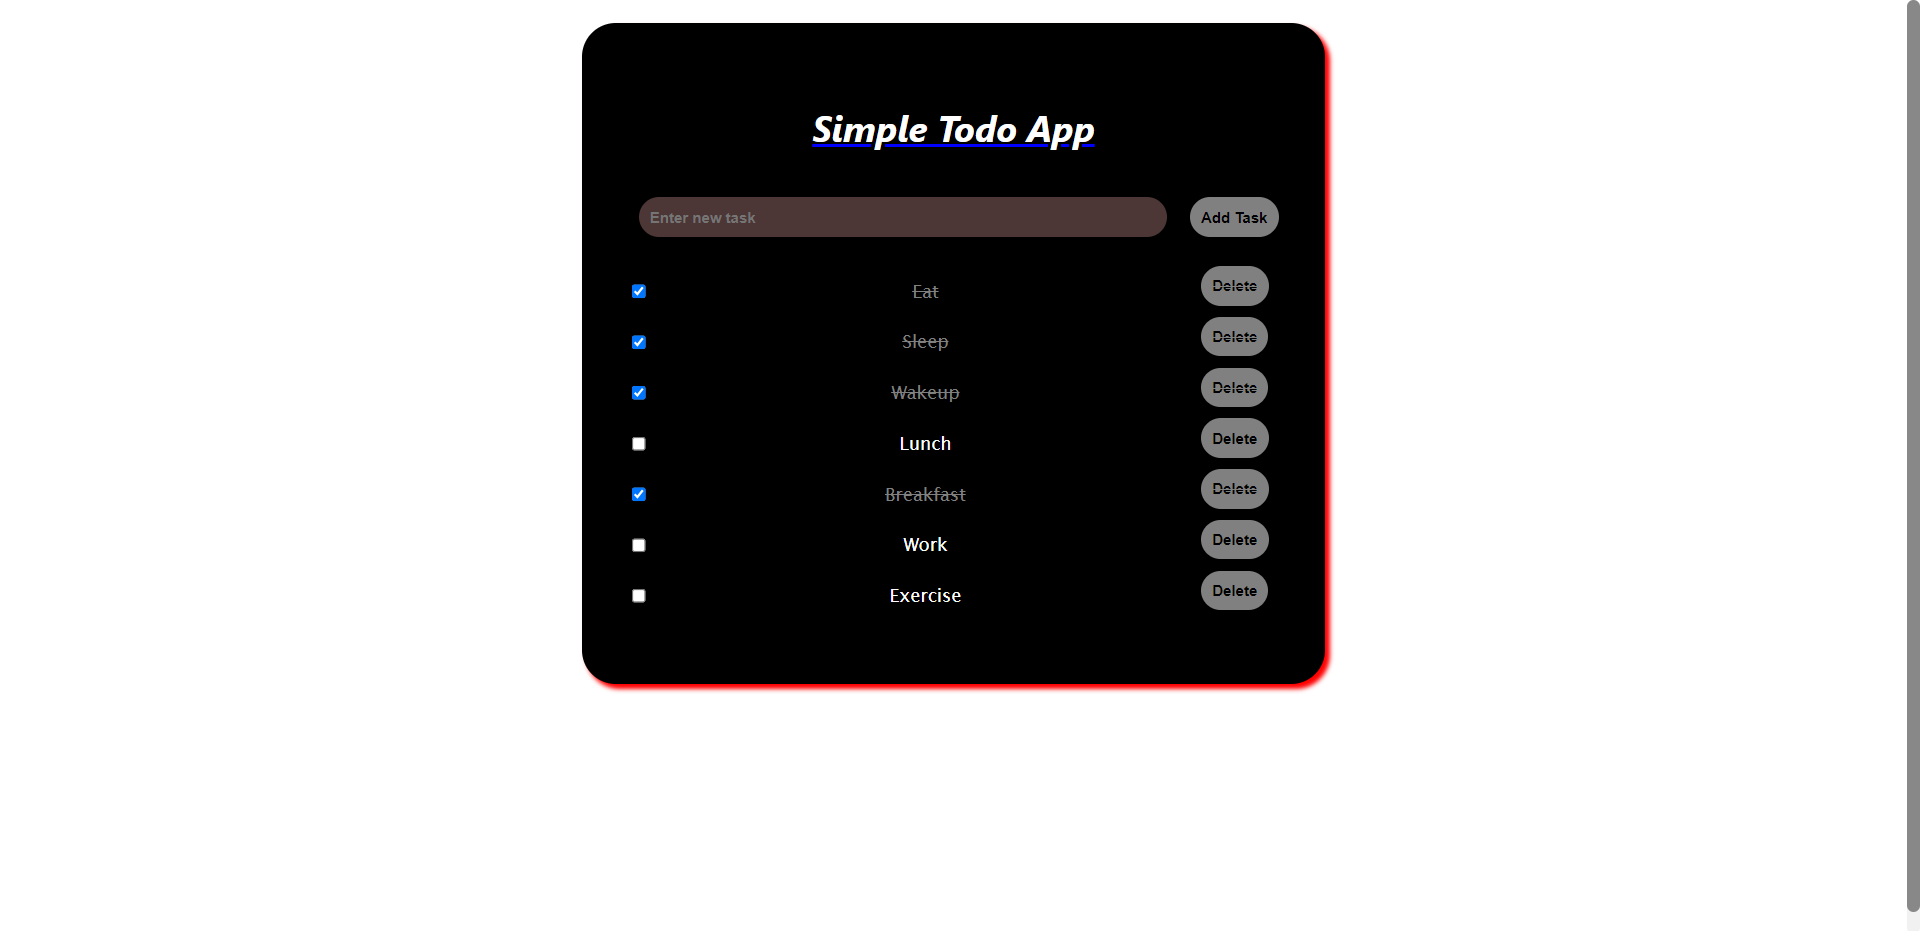 Simple Todo App
Enter new task Add Task
Eat Delete
Sleep Delete
Wakeup Delete
Lunch Delete
Breakfast Delete
Work Delete
Exercise Delete